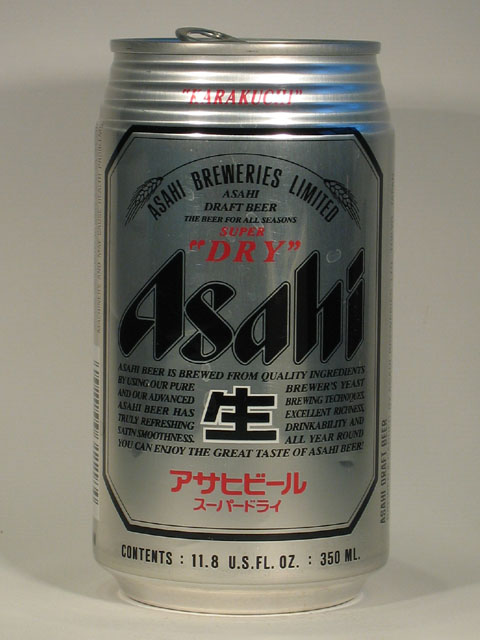 "KARAKUCHI"
ASAHI BREWERIES LIMITED
ASAHI
DRAFT BEER
THE BEER FOR ALL SEASONS
SUPER
"DRY"
Asahi
ASAHI BEER IS BREWED FROM QUALITY INGREDIENTS
BY USING OUR PURE BREWER'S YEAST
AND OUR ADVANCED BREWING TECHNIQUES,
ASAHI BEER HAS EXCELLENT RICHNESS,
TRULY REFRESHING DRINKABILITY AND
SATIN SMOOTHNESS. ALL YEAR ROUND
YOU CAN ENJOY THE GREAT TASTE OF ASAHI BEER!
生
アサヒビール
スーパードライ
CONTENTS : 11.8 U.S.FL. OZ. : 350 ML.
ASAHI DRAFT BEER